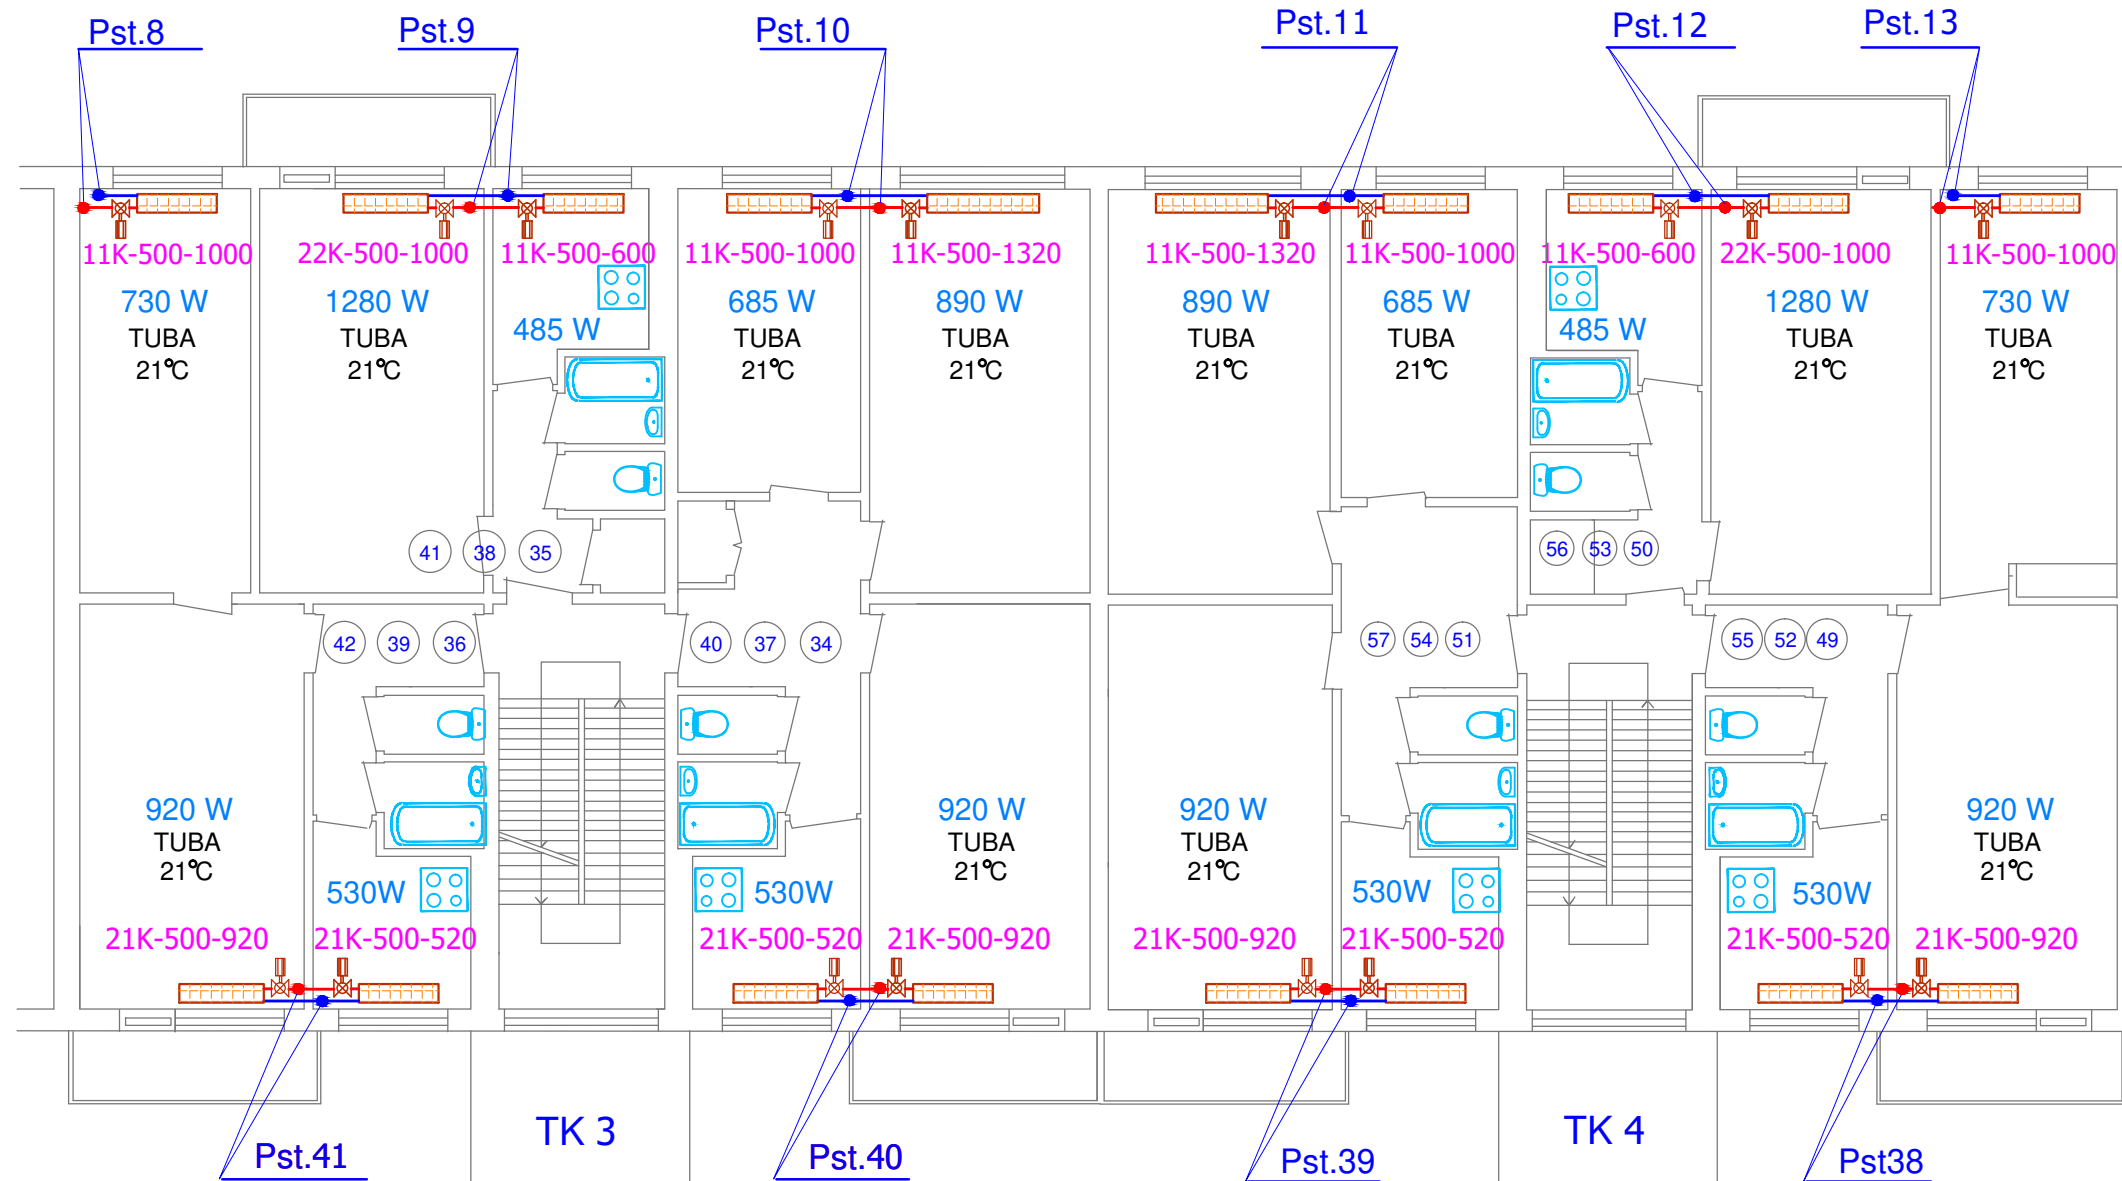 Pst.8
Pst.9
Pst.10
Pst.11
Pst.12
Pst.13
11K-500-1000
22K-500-1000
11K-500-600
11K-500-1000
11K-500-1320
11K-500-1320
11K-500-1000
11K-500-600
22K-500-1000
11K-500-1000
730 W
1280 W
485 W
685 W
890 W
890 W
685 W
485 W
1280 W
730 W
TUBA
TUBA
TUBA
TUBA
TUBA
TUBA
TUBA
TUBA
21°C
21°C
21°C
21°C
21°C
21°C
21°C
21°C
41
38
35
56
53
50
42
39
36
40
37
34
57
54
51
55
52
49
920 W
920 W
920 W
920 W
TUBA
TUBA
TUBA
TUBA
21°C
21°C
21°C
21°C
530W
530W
530W
530W
21K-500-920
21K-500-520
21K-500-520
21K-500-920
21K-500-920
21K-500-520
21K-500-520
21K-500-920
TK 3
TK 4
Pst.41
Pst.40
Pst.39
Pst38